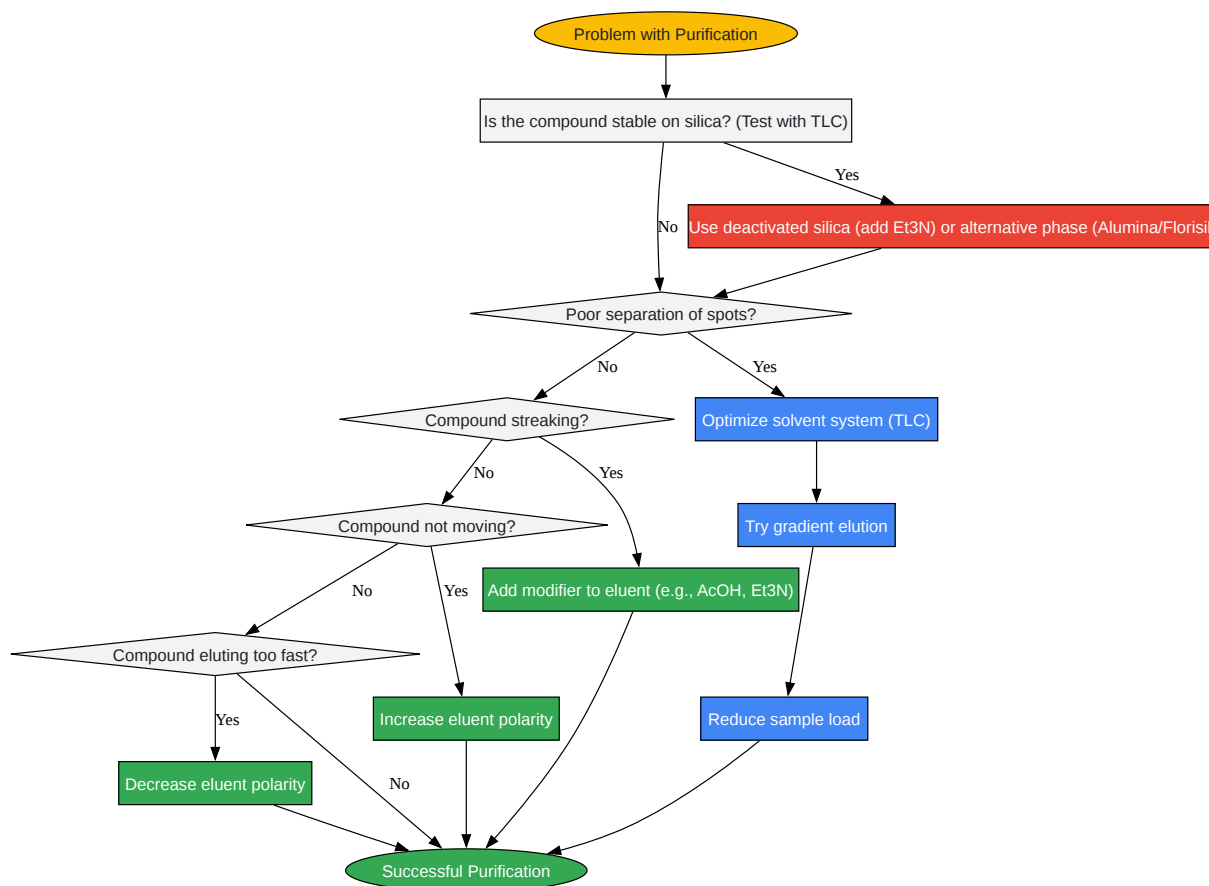 Problem with Purification
Is the compound stable on silica? (Test with TLC)
Yes
No
Use deactivated silica (add Et3N) or alternative phase (Alumina/Florisil
Poor separation of spots?
No
Yes
Compound streaking?
Optimize solvent system (TLC)
No
Yes
Compound not moving?
Try gradient elution
No
Yes
Add modifier to eluent (e.g., AcOH, Et3N)
Compound eluting too fast?
Yes
Increase eluent polarity
Reduce sample load
No
Decrease eluent polarity
Successful Purification